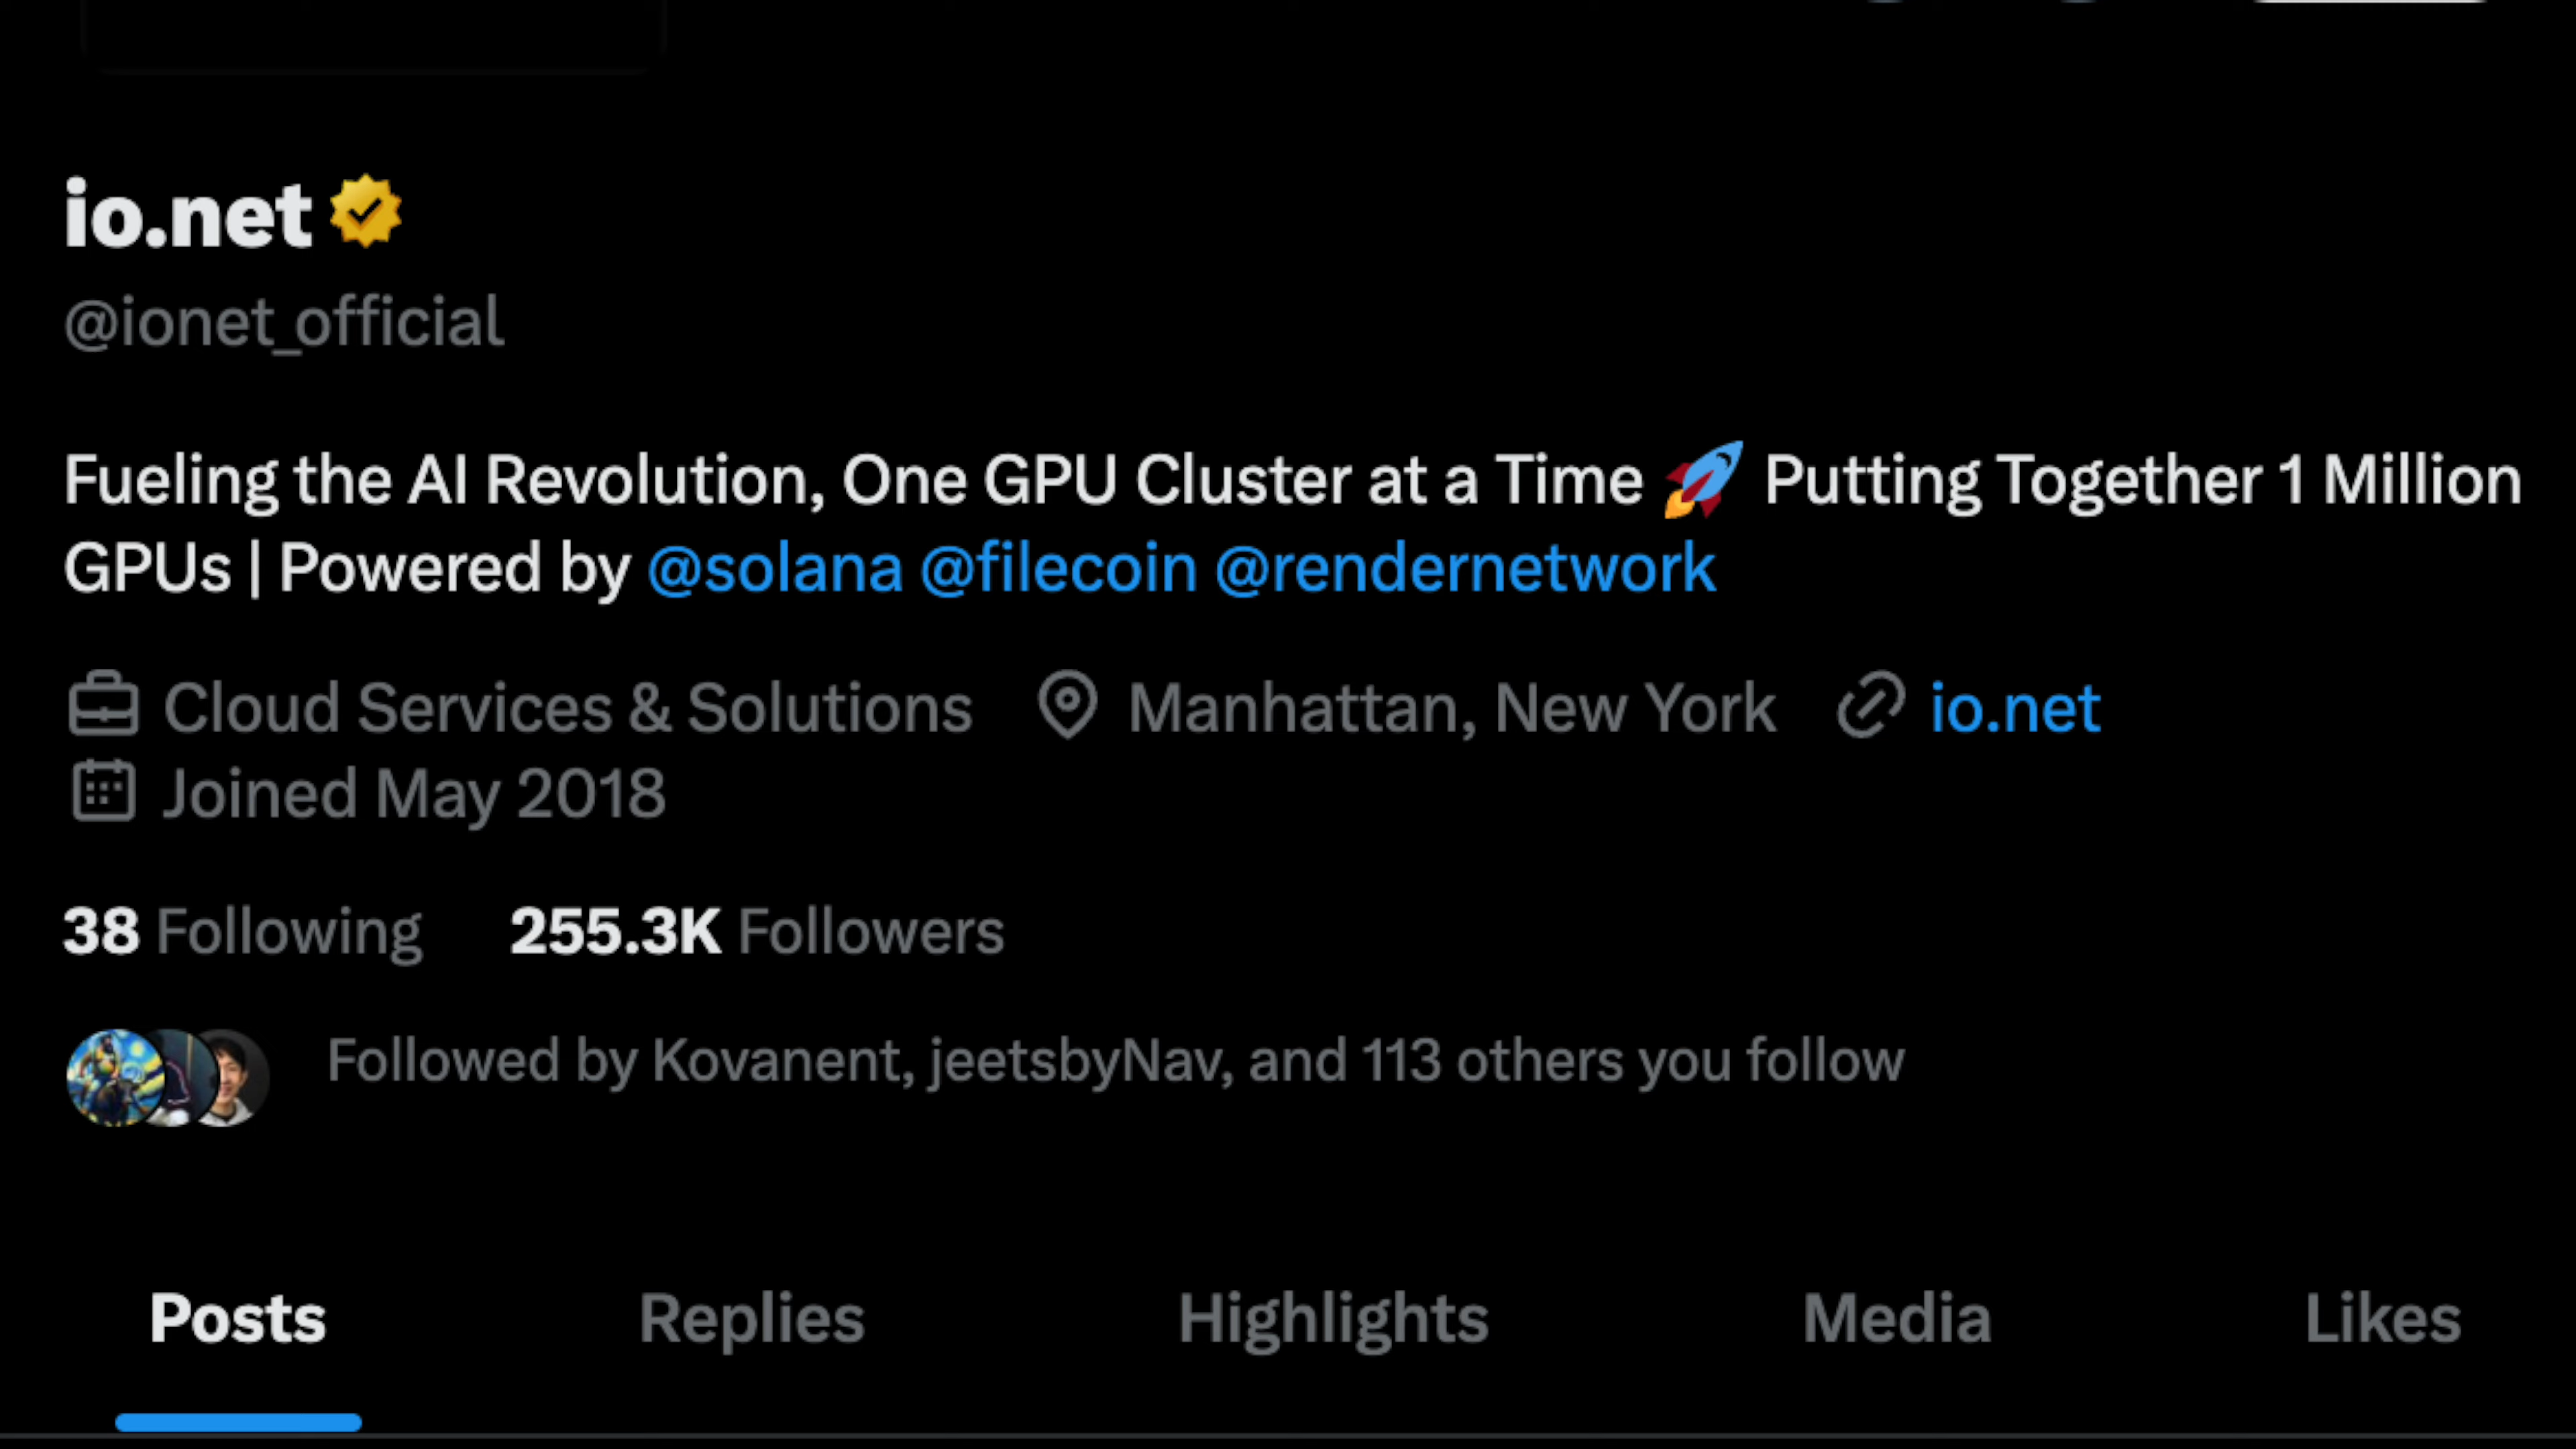 io.net
@ionet_official
Fueling the AI Revolution, One GPU Cluster at a Time 🚀 Putting Together 1 Million
GPUs | Powered by @solana @filecoin @rendernetwork
Cloud Services & Solutions Manhattan, New York io.net
Joined May 2018
38 Following 255.3K Followers
Followed by Kovanent, jeetsbyNav, and 113 others you follow
Posts Replies Highlights Media Likes